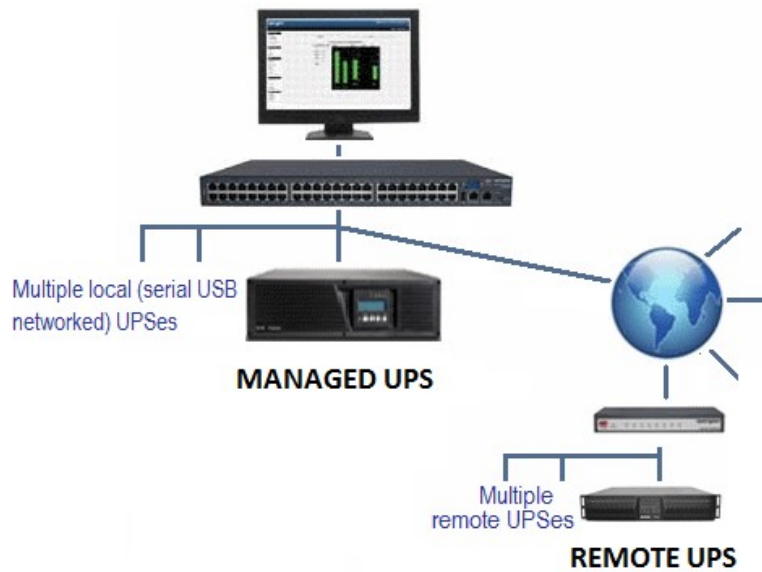 Multiple local (serial USB
networked) UPSes
MANAGED UPS
Multiple
remote UPSes
REMOTE UPS